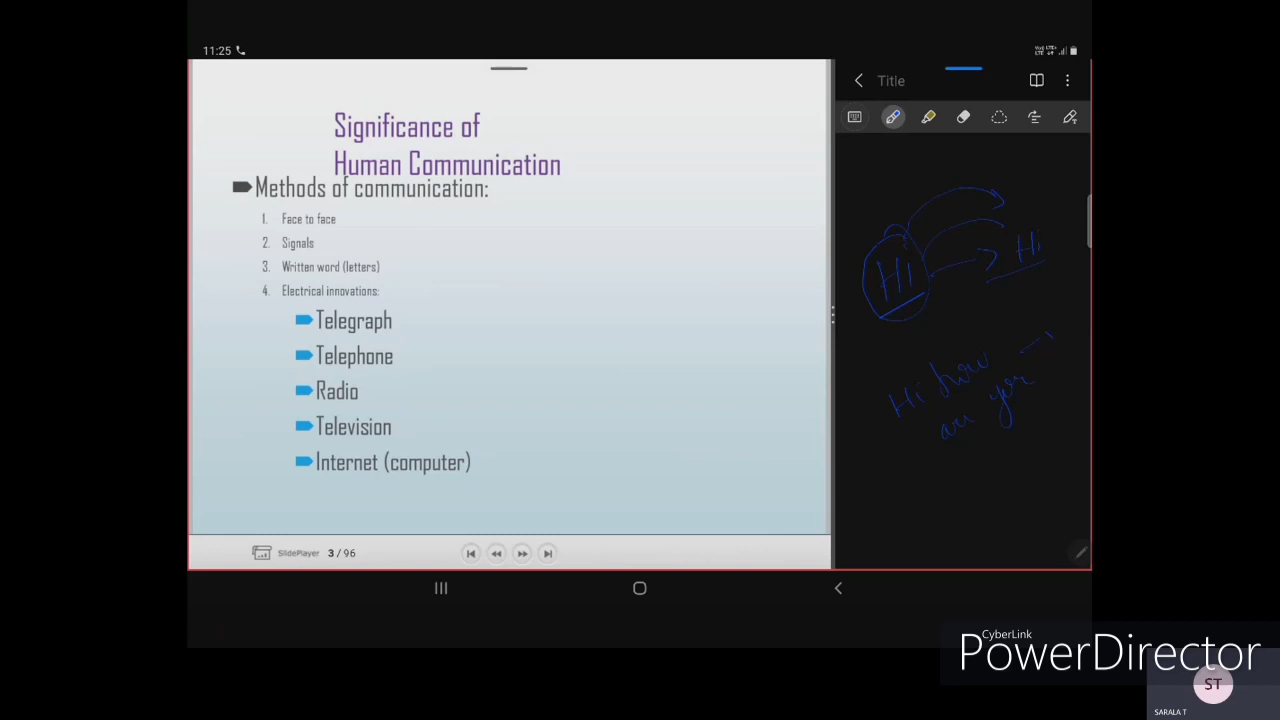 11:25
VoD LTE1
Significance of
Human Communication
Methods of communication:
1. Face to face
2. Signals
3. Written word (letters)
4. Electrical innovations:
Telegraph
Telephone
Radio
Television
Internet (computer)
SlidePlayer 3 / 96
Title
Hi
Hi
Hi how
are you
CyberLink
PowerDirector
ST
SARALA T